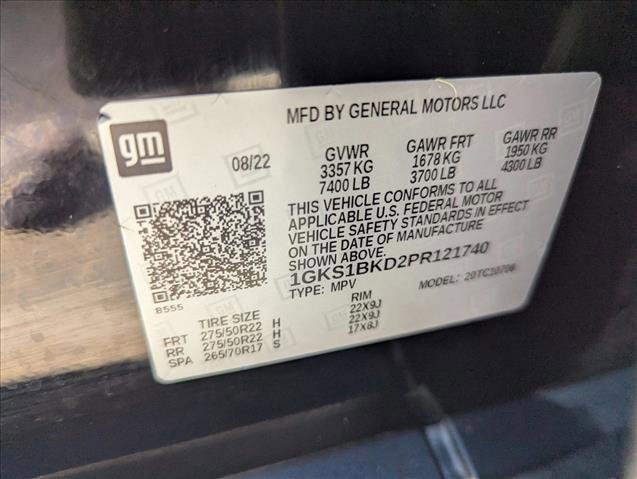 MFD BY GENERAL MOTORS LLC
gm
08/22
GVWR
3357 KG
7400 LB
GAWR FRT
1678 KG
3700 LB
GAWR RR
1950 KG
4300 LB
THIS VEHICLE CONFORMS TO ALL
APPLICABLE U.S. FEDERAL MOTOR
VEHICLE SAFETY STANDARDS IN EFFECT
ON THE DATE OF MANUFACTURE
SHOWN ABOVE.
1GKS1BKD2PR121740
TYPE: MPV
MODEL: 20TC10706
8555
TIRE SIZE
RIM
FRT 275/50R22 H 22X9J
RR 275/50R22 H 22X9J
SPA 265/70R17 S 17X8J